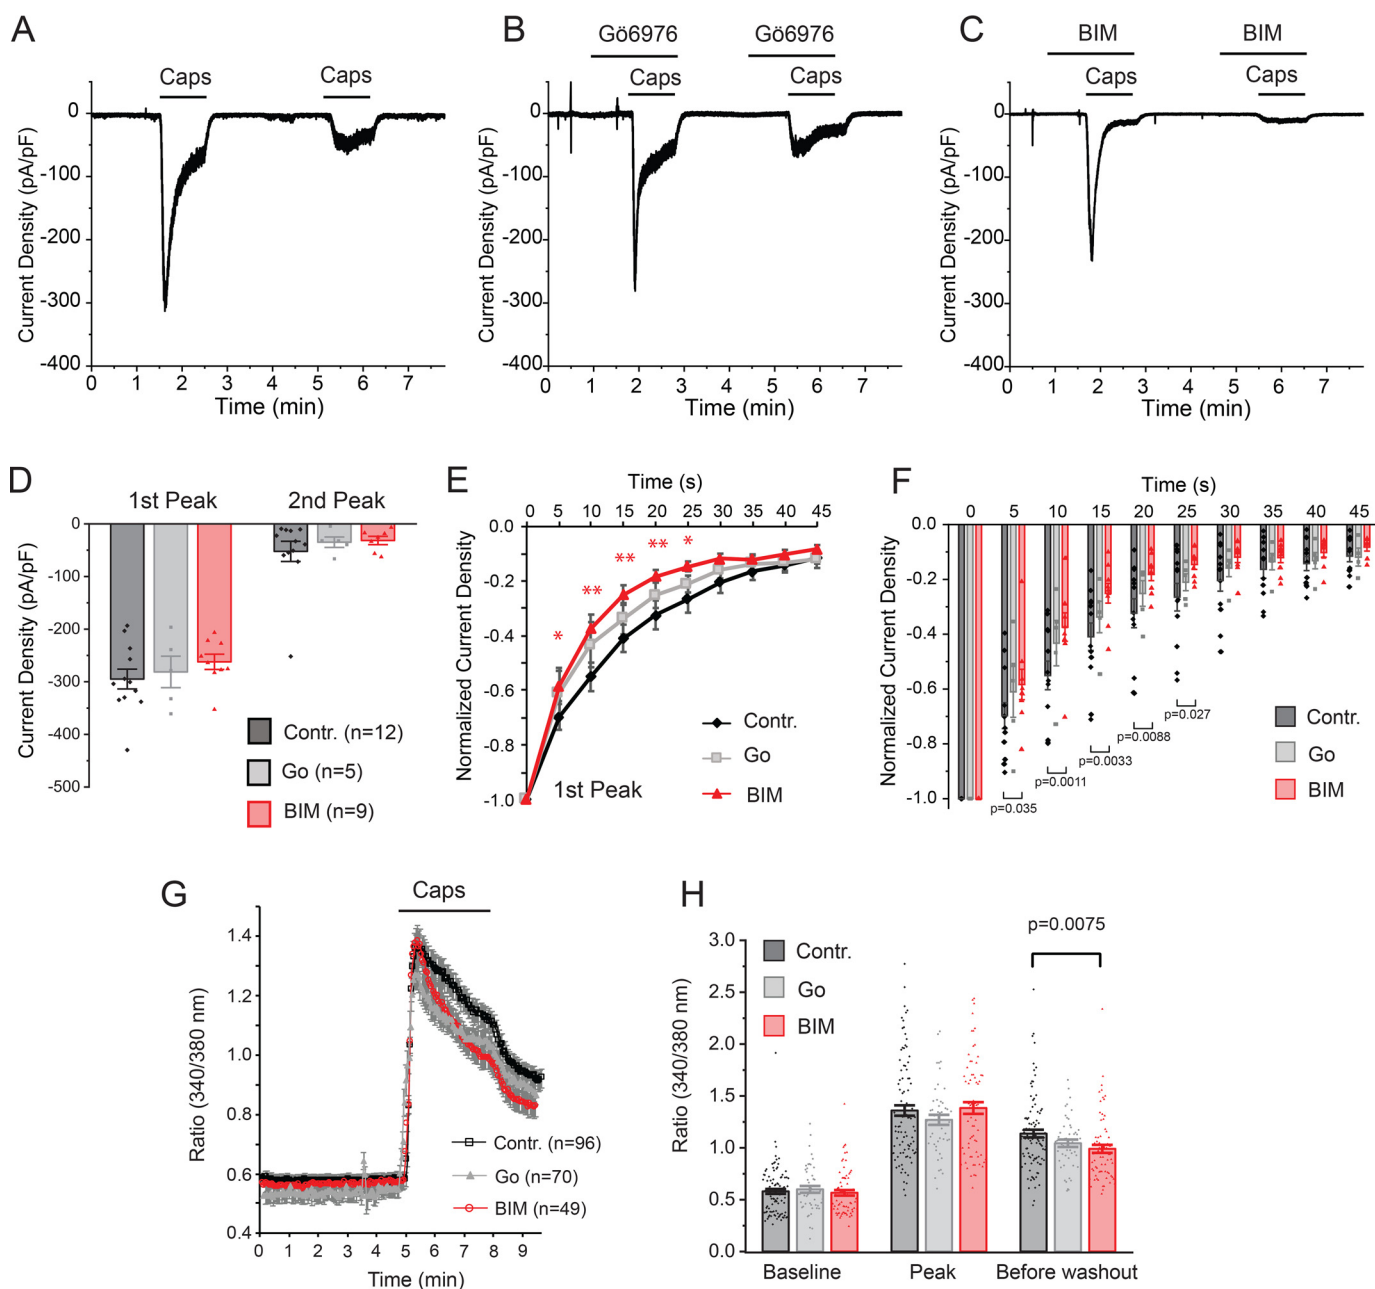 A
Caps
Caps
0
-100
-200
-300
-400
Current Density (pA/pF)
0 1 2 3 4 5 6 7
Time (min)
B
Gö6976
Gö6976
Caps
Caps
0
-100
-200
-300
-400
Current Density (pA/pF)
0 1 2 3 4 5 6 7
Time (min)
C
BIM
BIM
Caps
Caps
0
-100
-200
-300
-400
Current Density (pA/pF)
0 1 2 3 4 5 6 7
Time (min)
D
1st Peak
2nd Peak
0
-100
-200
-300
-400
-500
Current Density (pA/pF)
Contr. (n=12)
Go (n=5)
BIM (n=9)
E
Time (s)
0 5 10 15 20 25 30 35 40 45
0.0
-0.2
-0.4
-0.6
-0.8
-1.0
Normalized Current Density
*
**
**
**
*
Contr.
Go
BIM
1st Peak
F
Time (s)
0 5 10 15 20 25 30 35 40 45
0.0
-0.2
-0.4
-0.6
-0.8
-1.0
Normalized Current Density
p=0.027
p=0.0088
p=0.0033
p=0.0011
p=0.035
Contr.
Go
BIM
G
Caps
1.4
1.2
1.0
0.8
0.6
0.4
Ratio (340/380 nm)
Contr. (n=96)
Go (n=70)
BIM (n=49)
0 1 2 3 4 5 6 7 8 9
Time (min)
H
p=0.0075
3.0
2.5
2.0
1.5
1.0
0.5
0.0
Ratio (340/380 nm)
Contr.
Go
BIM
Baseline
Peak
Before washout